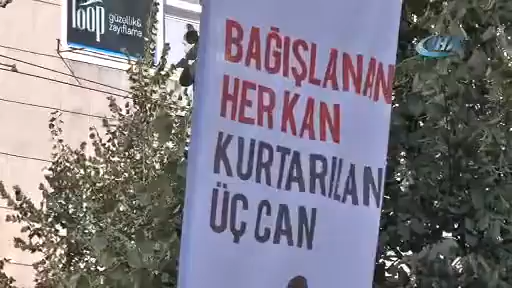 loop
güzellik&
zayıflama
BAĞIŞLANAN
HER KAN
KURTARILAN
ÜÇ CAN